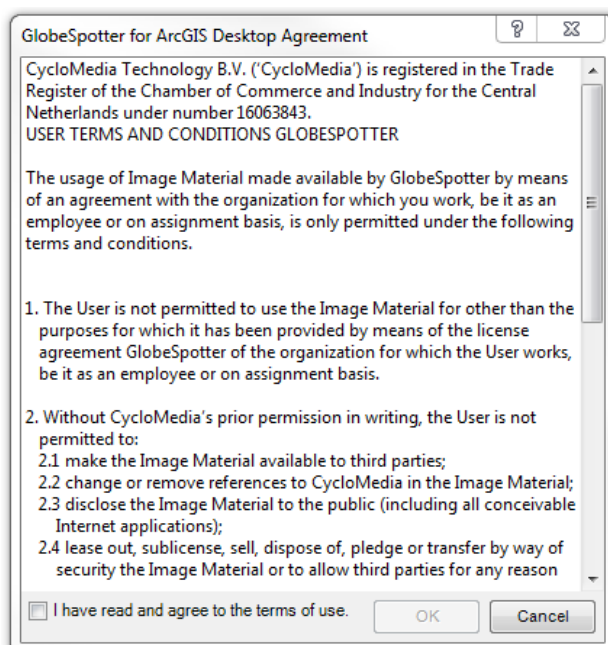 GlobeSpotter for ArcGIS Desktop Agreement
CycloMedia Technology B.V. ('CycloMedia') is registered in the Trade
Register of the Chamber of Commerce and Industry for the Central
Netherlands under number 16063843.
USER TERMS AND CONDITIONS GLOBESPOTTER
The usage of Image Material made available by GlobeSpotter by means
of an agreement with the organization for which you work, be it as an
employee or on assignment basis, is only permitted under the following
terms and conditions.
1. The User is not permitted to use the Image Material for other than the
purposes for which it has been provided by means of the license
agreement GlobeSpotter of the organization for which the User works,
be it as an employee or on assignment basis.
2. Without CycloMedia's prior permission in writing, the User is not
permitted to:
2.1 make the Image Material available to third parties;
2.2 change or remove references to CycloMedia in the Image Material;
2.3 disclose the Image Material to the public (including all conceivable
Internet applications);
2.4 lease out, sublicense, sell, dispose of, pledge or transfer by way of
security the Image Material or to allow third parties for any reason
I have read and agree to the terms of use.
OK
Cancel